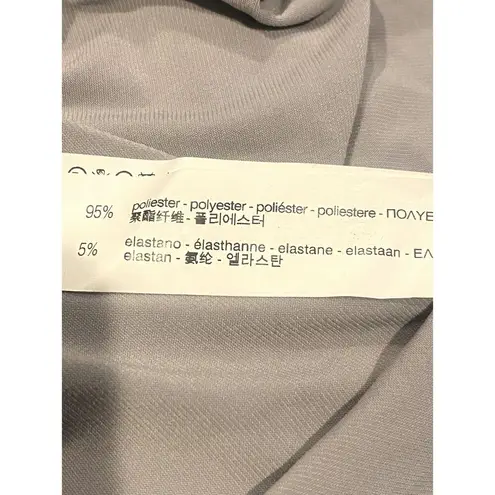 95% poliester - polyester - poliéster - poliestere - ΠΟΛΥΕ
聚酯纤维 - 폴리에스터
5% elastano - élasthanne - elastane - elastaan - ΕΛ
elastan - 氨纶 - 엘라스탄